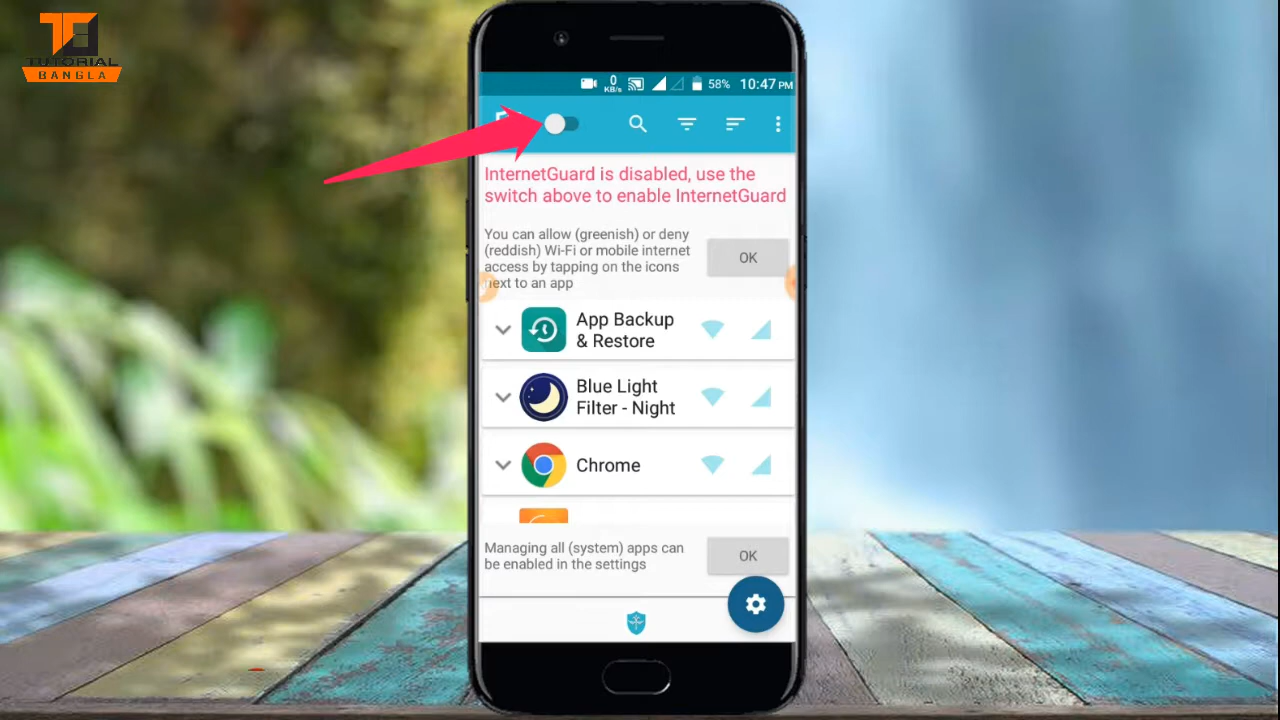 TB
TUTORIAL
BANGLA
0
KB/s
58%
10:47 PM
InternetGuard is disabled, use the
switch above to enable InternetGuard
You can allow (greenish) or deny
(reddish) Wi-Fi or mobile internet
access by tapping on the icons
next to an app
OK
App Backup
& Restore
Blue Light
Filter - Night
Chrome
Managing all (system) apps can
be enabled in the settings
OK